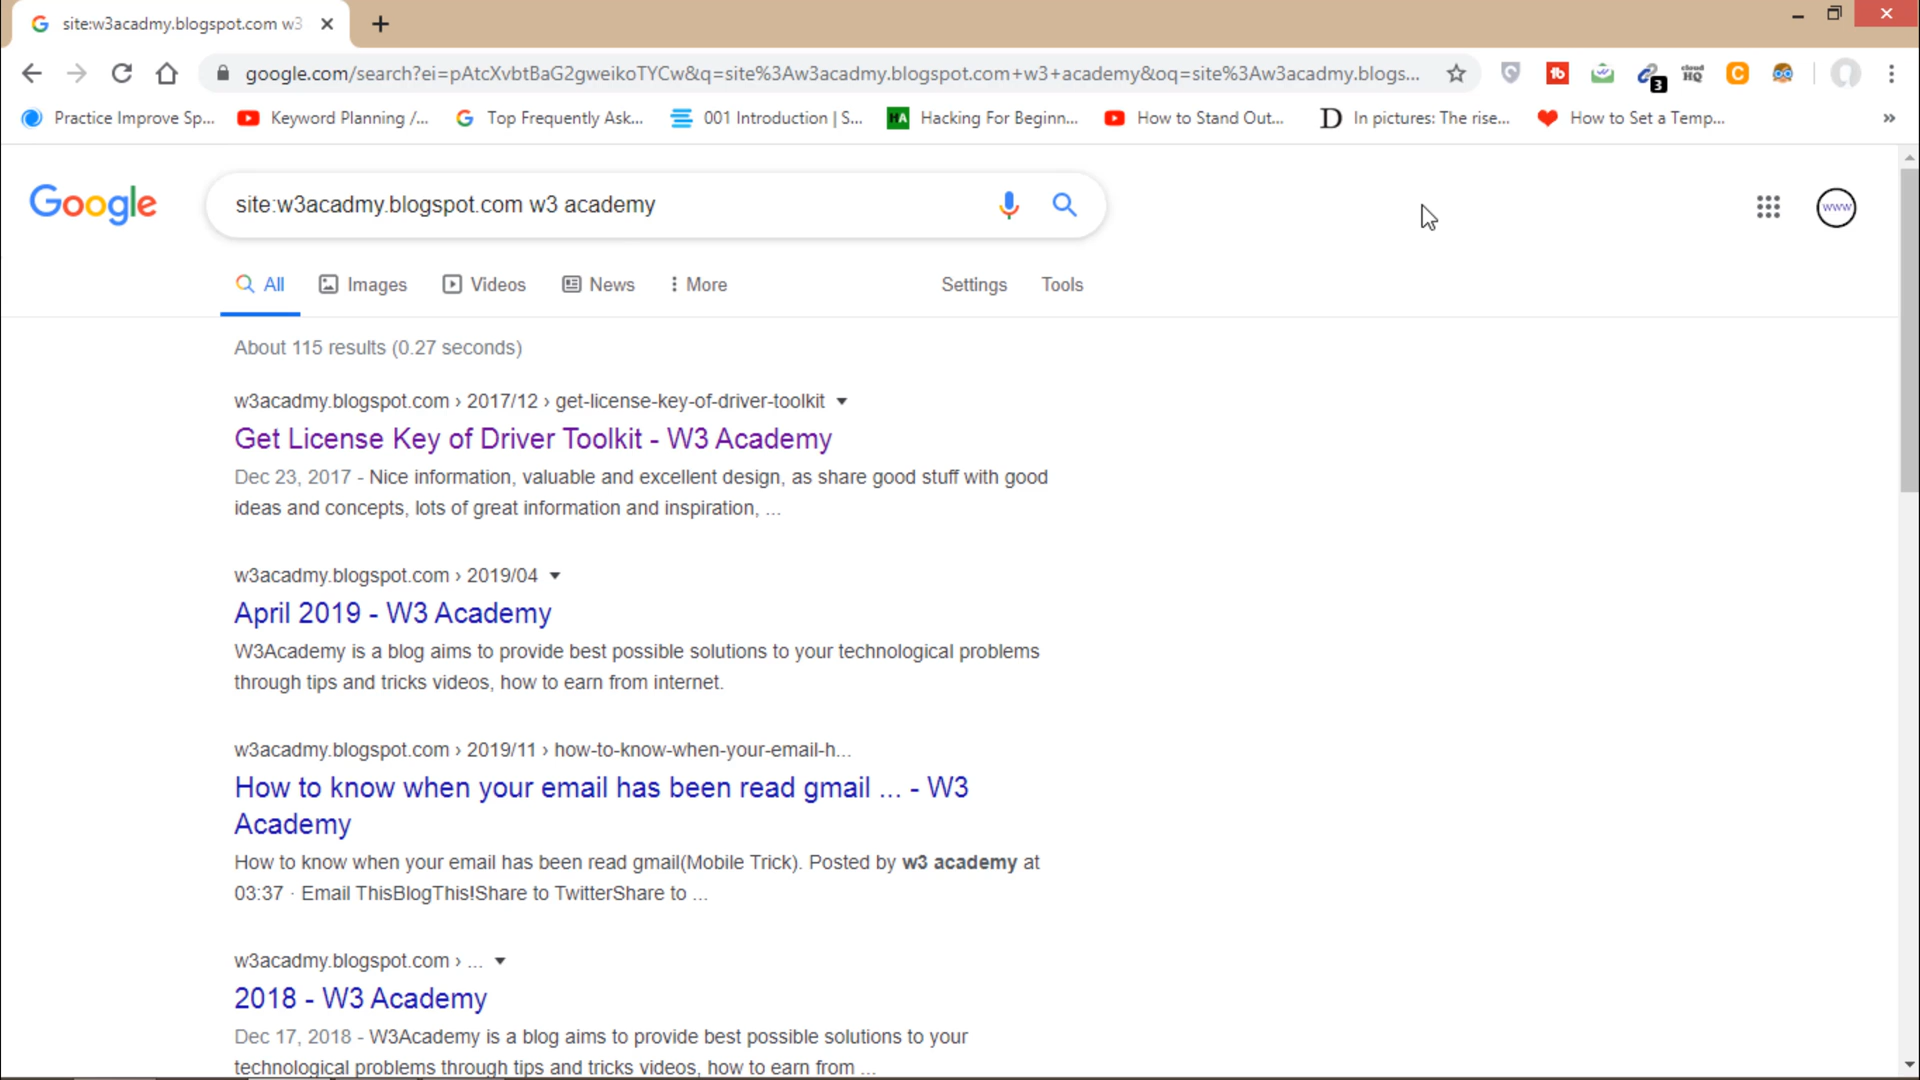 site:w3acadmy.blogspot.com w3
google.com/search?ei=pAtcXvbtBaG2gweikoTYCw&q=site%3Aw3acadmy.blogspot.com+w3+academy&oq=site%3Aw3acadmy.blogs...
3
cloud HQ
C
Practice Improve Sp... Keyword Planning /... Top Frequently Ask... 001 Introduction | S... HA Hacking For Beginn... How to Stand Out... D In pictures: The rise... How to Set a Temp... »
Google
site:w3acadmy.blogspot.com w3 academy
www
All Images Videos News More Settings Tools
About 115 results (0.27 seconds)
w3acadmy.blogspot.com › 2017/12 › get-license-key-of-driver-toolkit
Get License Key of Driver Toolkit - W3 Academy
Dec 23, 2017 - Nice information, valuable and excellent design, as share good stuff with good
ideas and concepts, lots of great information and inspiration, ...
w3acadmy.blogspot.com › 2019/04
April 2019 - W3 Academy
W3Academy is a blog aims to provide best possible solutions to your technological problems
through tips and tricks videos, how to earn from internet.
w3acadmy.blogspot.com › 2019/11 › how-to-know-when-your-email-h...
How to know when your email has been read gmail ... - W3
Academy
How to know when your email has been read gmail(Mobile Trick). Posted by w3 academy at
03:37 · Email ThisBlogThis!Share to TwitterShare to ...
w3acadmy.blogspot.com › ...
2018 - W3 Academy
Dec 17, 2018 - W3Academy is a blog aims to provide best possible solutions to your
technological problems through tips and tricks videos, how to earn from ...